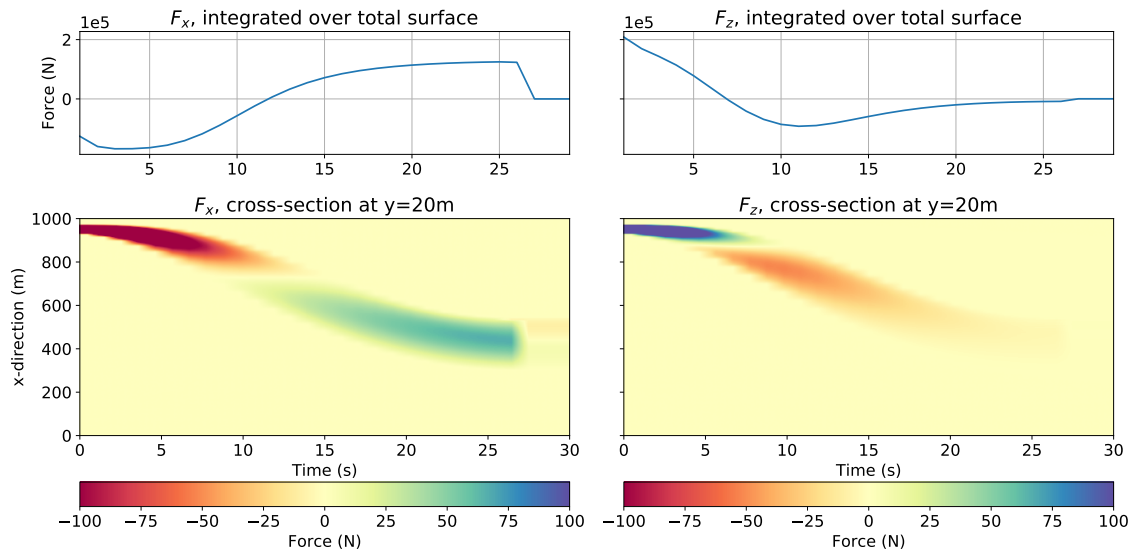 F_x, integrated over total surface
1e5
2
0
Force (N)
5 10 15 20 25
F_z, integrated over total surface
1e5
5 10 15 20 25
F_x, cross-section at y=20m
1000
800
600
400
200
0
x-direction (m)
0 5 10 15 20 25 30
Time (s)
F_z, cross-section at y=20m
0 5 10 15 20 25 30
Time (s)
−100 −75 −50 −25 0 25 50 75 100
Force (N)
−100 −75 −50 −25 0 25 50 75 100
Force (N)